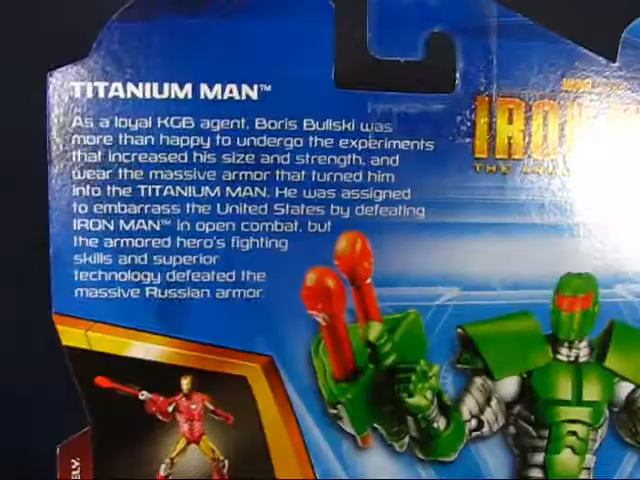 TITANIUM MAN™
As a loyal KGB agent, Boris Bullski was
more than happy to undergo the experiments
that increased his size and strength, and
wear the massive armor that turned him
into the TITANIUM MAN. He was assigned
to embarrass the United States by defeating
IRON MAN™ in open combat, but
the armored hero's fighting
skills and superior
technology defeated the
massive Russian armor.
IRON
THE